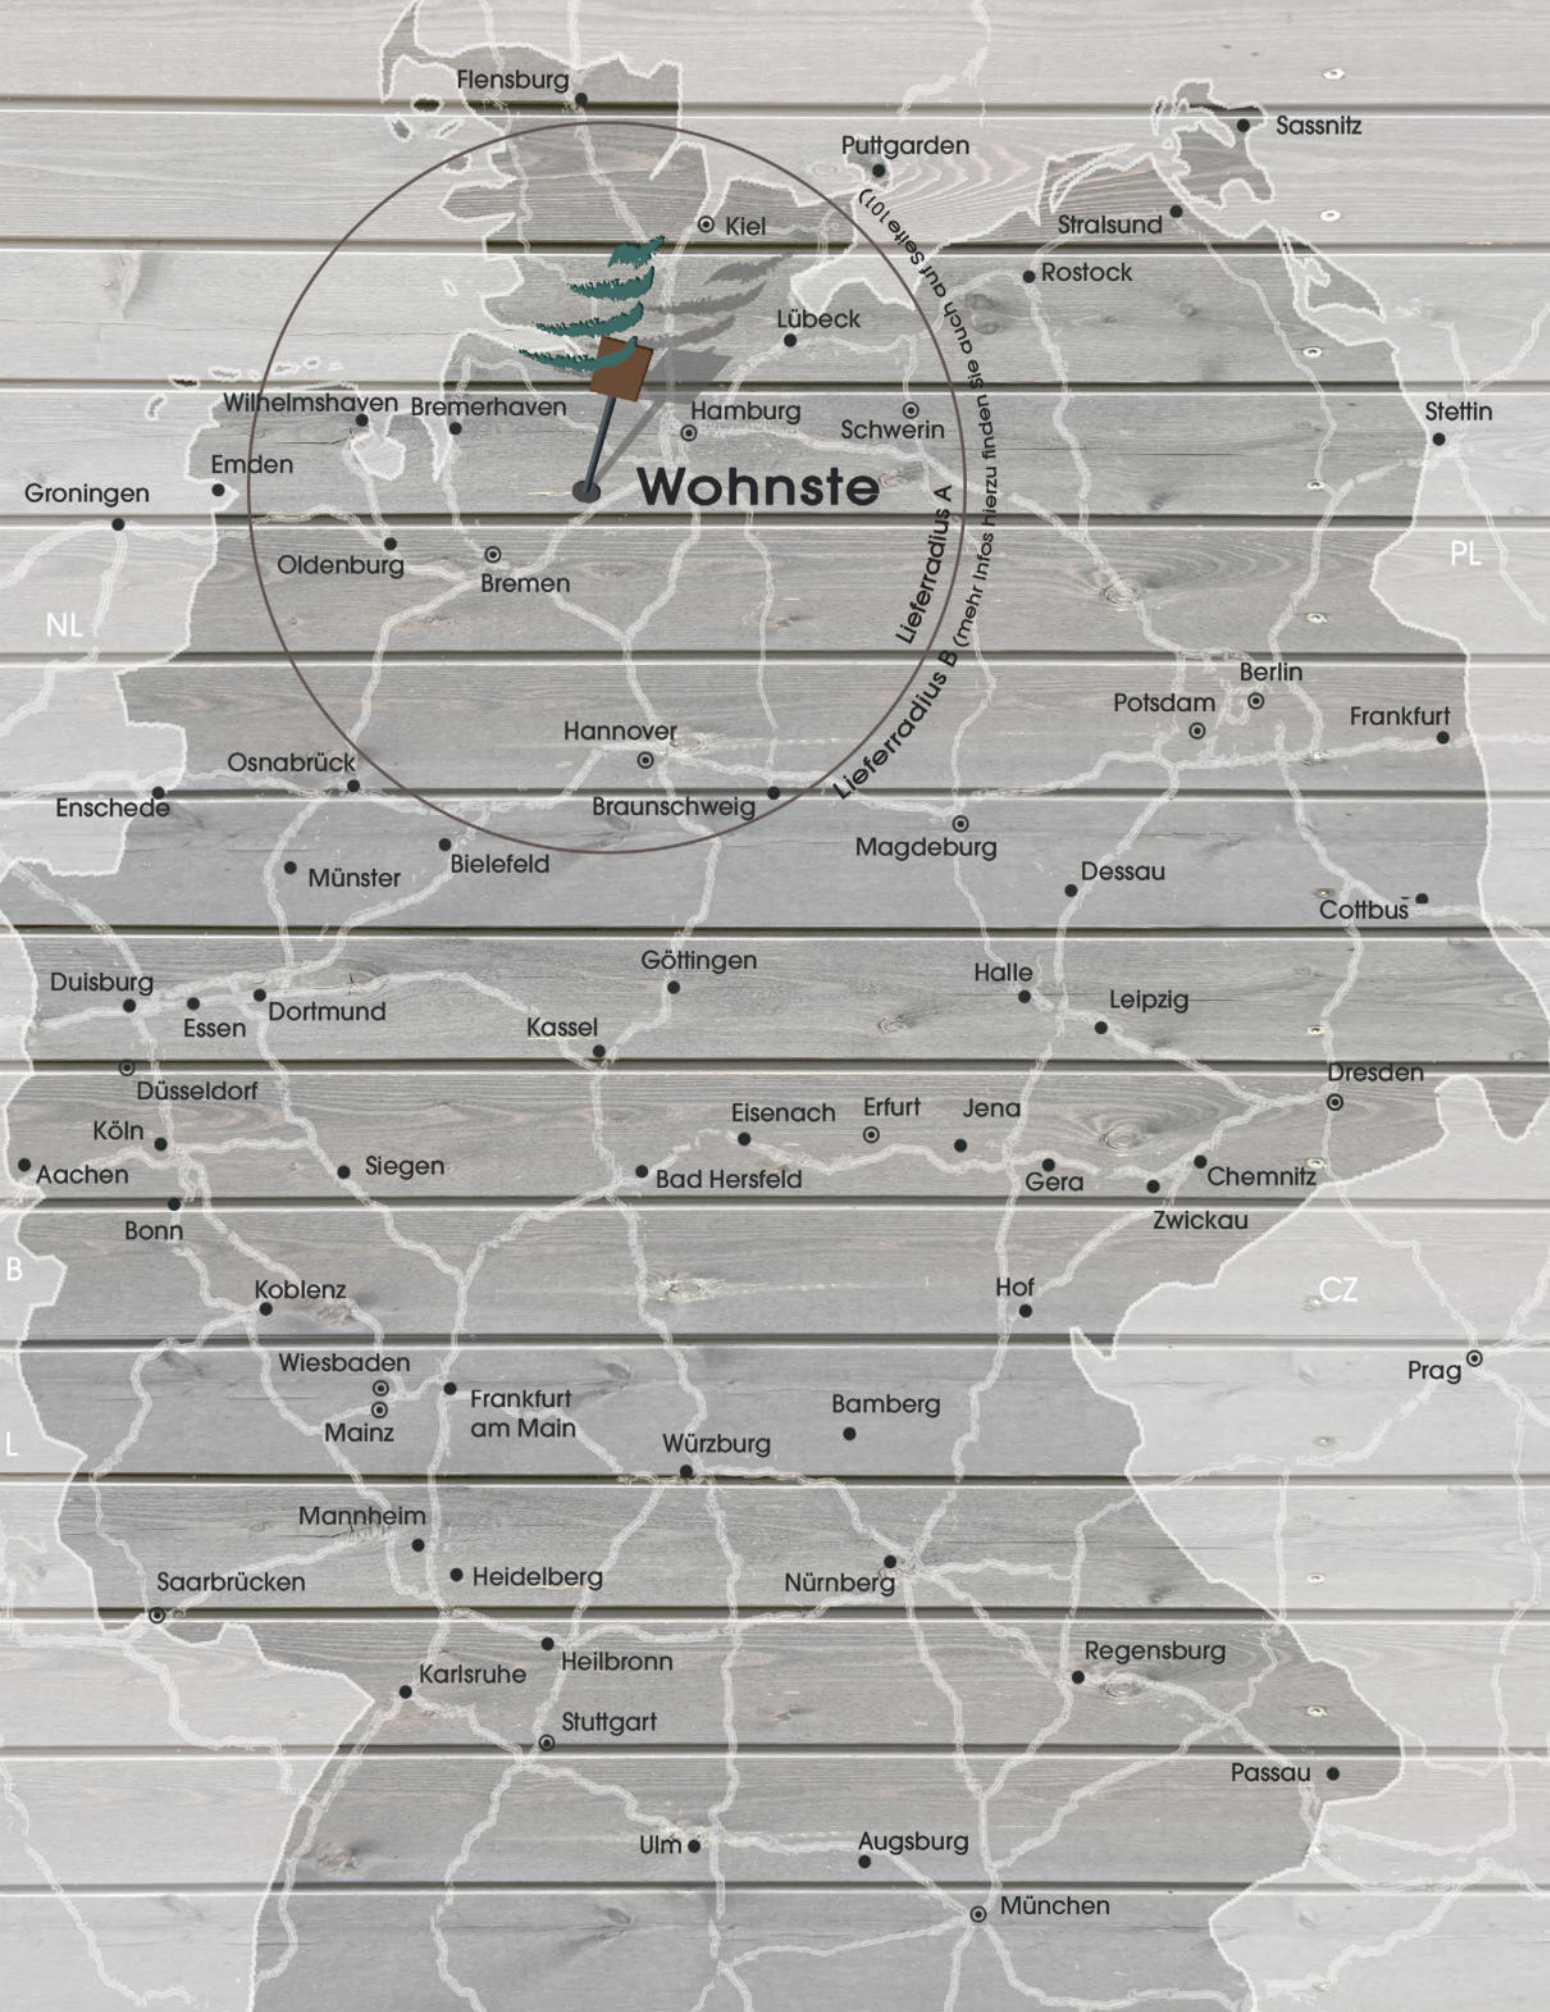 Flensburg
Sassnitz
Puttgarden
Stralsund
Kiel
Rostock
Lübeck
Wilhelmshaven
Bremerhaven
Hamburg
Schwerin
Stettin
Emden
Groningen
Wohnste
Lieferradius A
Lieferradius B (mehr Infos hierzu finden Sie auch auf Seite 101)
PL
Oldenburg
Bremen
NL
Berlin
Potsdam
Frankfurt
Hannover
Osnabrück
Enschede
Braunschweig
Magdeburg
Bielefeld
Münster
Dessau
Cottbus
Göttingen
Halle
Duisburg
Leipzig
Dortmund
Essen
Kassel
Dresden
Düsseldorf
Eisenach
Erfurt
Jena
Köln
Siegen
Aachen
Bad Hersfeld
Gera
Chemnitz
Zwickau
Bonn
B
Koblenz
Hof
CZ
Wiesbaden
Prag
Frankfurt
am Main
Mainz
Bamberg
L
Würzburg
Mannheim
Heidelberg
Saarbrücken
Nürnberg
Regensburg
Heilbronn
Karlsruhe
Stuttgart
Passau
Ulm
Augsburg
München